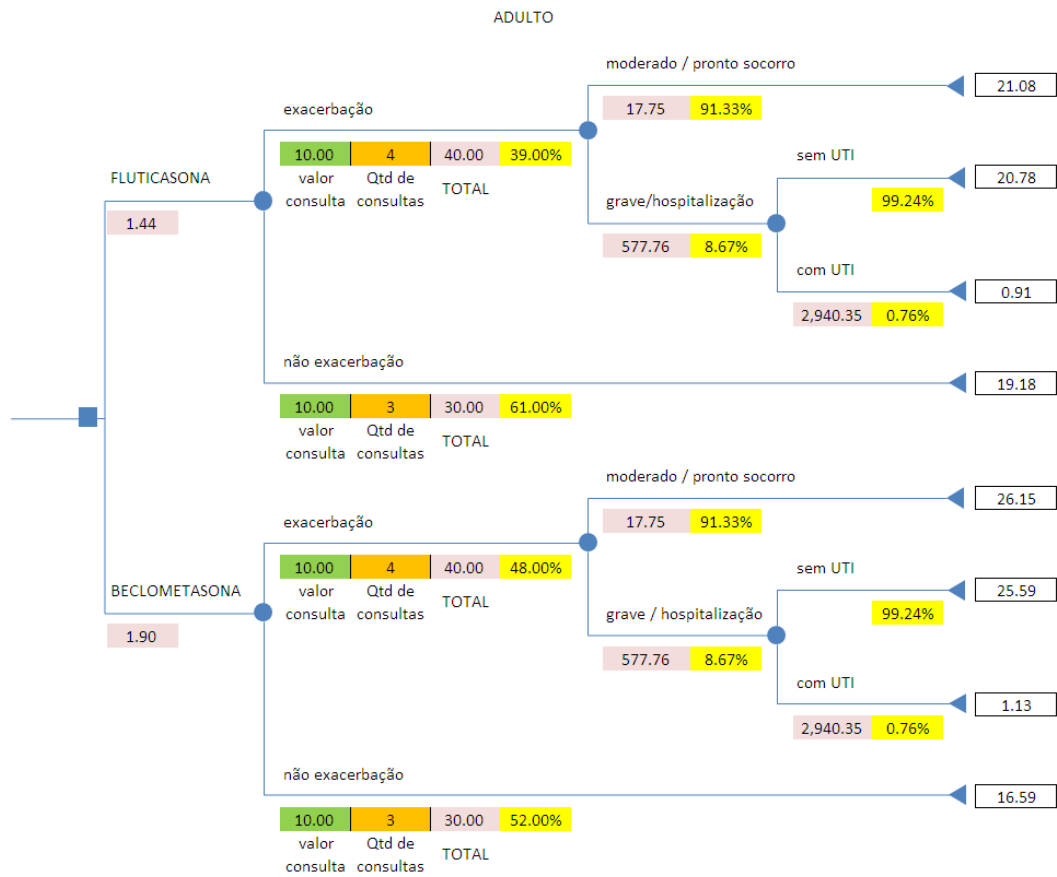 ADULTO
moderado / pronto socorro
21.08
exacerbação
17.75 91.33%
10.00 4 40.00 39.00%
sem UTI
valor Qtd de
consulta consultas TOTAL
FLUTICASONA
20.78
99.24%
grave/hospitalização
1.44
577.76 8.67%
com UTI
0.91
2,940.35 0.76%
não exacerbação
19.18
10.00 3 30.00 61.00%
valor Qtd de
consulta consultas TOTAL
moderado / pronto socorro
26.15
17.75 91.33%
exacerbação
10.00 4 40.00 48.00%
sem UTI
valor Qtd de
consulta consultas TOTAL
BECLOMETASONA
25.59
99.24%
grave / hospitalização
1.90
577.76 8.67%
com UTI
1.13
2,940.35 0.76%
não exacerbação
16.59
10.00 3 30.00 52.00%
valor Qtd de
consulta consultas TOTAL